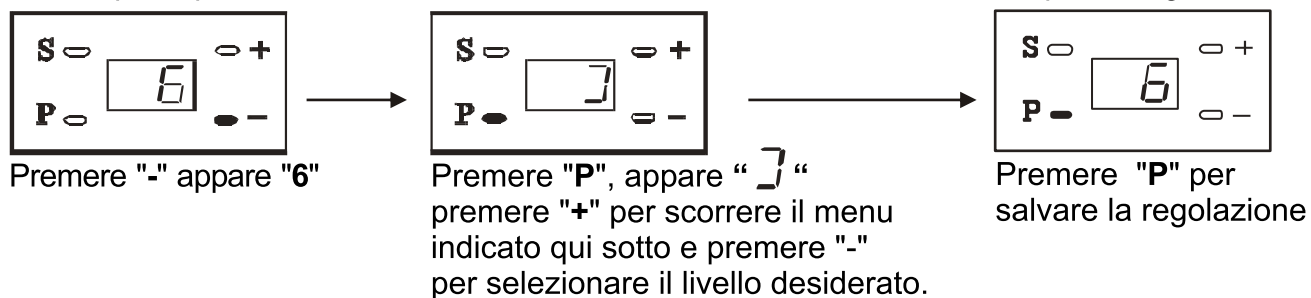 S + 6 P -
S + P -
S + 6 P -
Premere "-" appare "6"
Premere "P", appare “ “
premere "+" per scorrere il menu
indicato qui sotto e premere "-"
per selezionare il livello desiderato.
Premere "P" per
salvare la regolazione